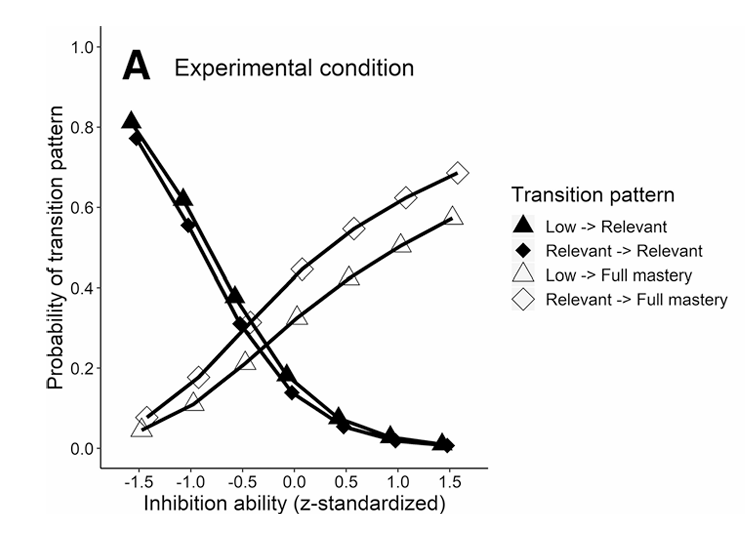 A Experimental condition
Probability of transition pattern
1.0
0.8
0.6
0.4
0.2
0.0
-1.5 -1.0 -0.5 0.0 0.5 1.0 1.5
Inhibition ability (z-standardized)
Transition pattern
Low -> Relevant
Relevant -> Relevant
Low -> Full mastery
Relevant -> Full mastery